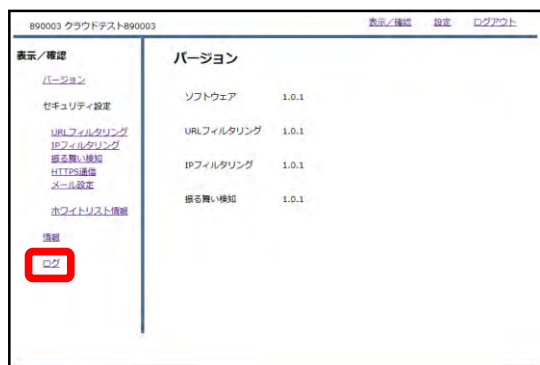 890003 クラウドテスト890003
表示／確認 設定 ログアウト
表示／確認
バージョン
セキュリティ設定
URLフィルタリング
IPフィルタリング
振る舞い検知
HTTPS通信
メール設定
ホワイトリスト情報
情報
ログ
バージョン
ソフトウェア 1.0.1
URLフィルタリング 1.0.1
IPフィルタリング 1.0.1
振る舞い検知 1.0.1